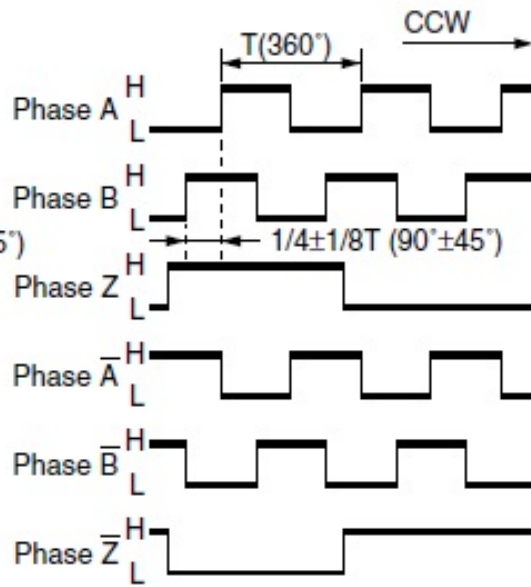 CCW
T(360°)
H
Phase A
L
H
Phase B
L
5°)
1/4±1/8T (90°±45°)
H
Phase Z
L
H
Phase A̅
L
H
Phase B̅
L
H
Phase Z̅
L